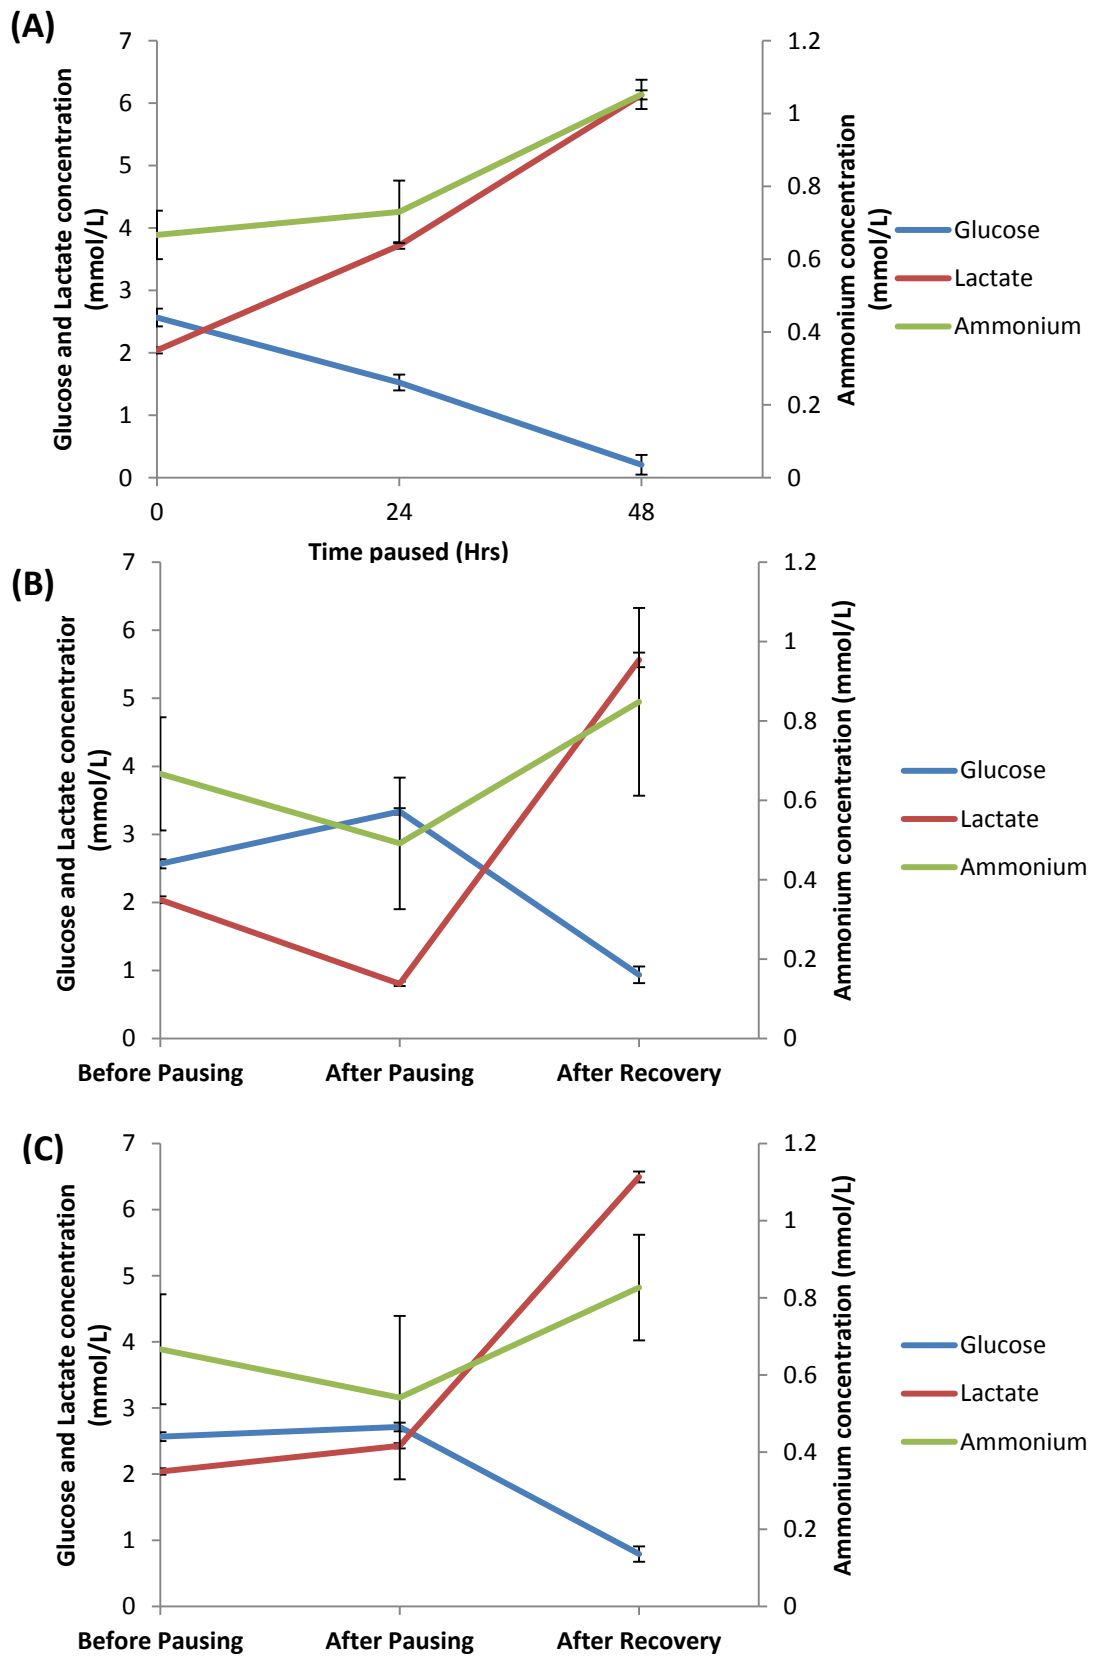 (A)
7
6
5
4
3
2
1
0
Glucose and Lactate concentration
(mmol/L)
1.2
1
0.8
0.6
0.4
0.2
0
Ammonium concentration
(mmol/L)
0
24
48
Time paused (Hrs)
Glucose
Lactate
Ammonium
(B)
7
6
5
4
3
2
1
0
Glucose and Lactate concentration
(mmol/L)
1.2
1
0.8
0.6
0.4
0.2
0
Ammonium concentration (mmol/L)
Before Pausing
After Pausing
After Recovery
Glucose
Lactate
Ammonium
(C)
7
6
5
4
3
2
1
0
Glucose and Lactate concentration
(mmol/L)
1.2
1
0.8
0.6
0.4
0.2
0
Ammonium concentration (mmol/L)
Before Pausing
After Pausing
After Recovery
Glucose
Lactate
Ammonium